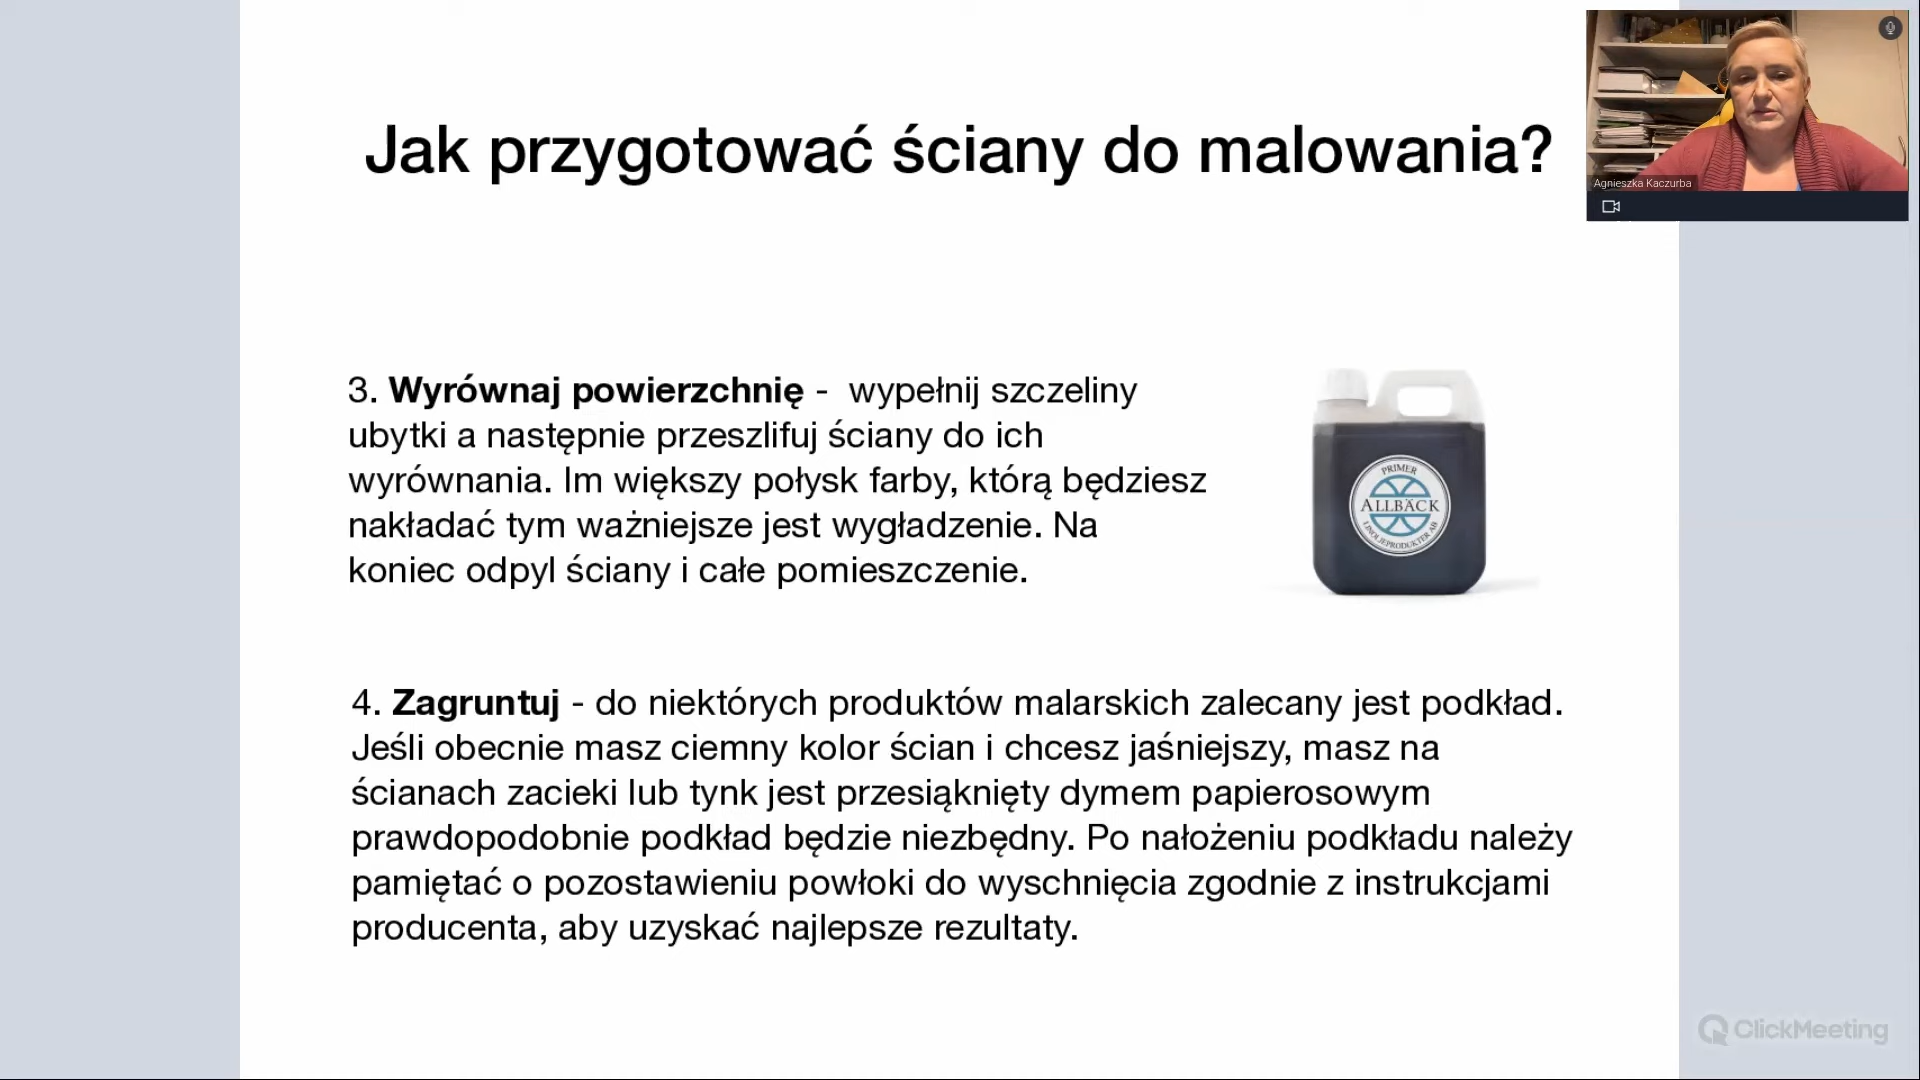 Jak przygotować ściany do malowania?
Agnieszka Kaczurba
3. Wyrównaj powierzchnię -  wypełnij szczeliny
ubytki a następnie przeszlifuj ściany do ich
wyrównania. Im większy połysk farby, którą będziesz
nakładać tym ważniejsze jest wygładzenie. Na
koniec odpyl ściany i całe pomieszczenie.
PRIMER
ALLBÄCK
LINOLJEPRODUKTER AB
4. Zagruntuj - do niektórych produktów malarskich zalecany jest podkład.
Jeśli obecnie masz ciemny kolor ścian i chcesz jaśniejszy, masz na
ścianach zacieki lub tynk jest przesiąknięty dymem papierosowym
prawdopodobnie podkład będzie niezbędny. Po nałożeniu podkładu należy
pamiętać o pozostawieniu powłoki do wyschnięcia zgodnie z instrukcjami
producenta, aby uzyskać najlepsze rezultaty.
ClickMeeting